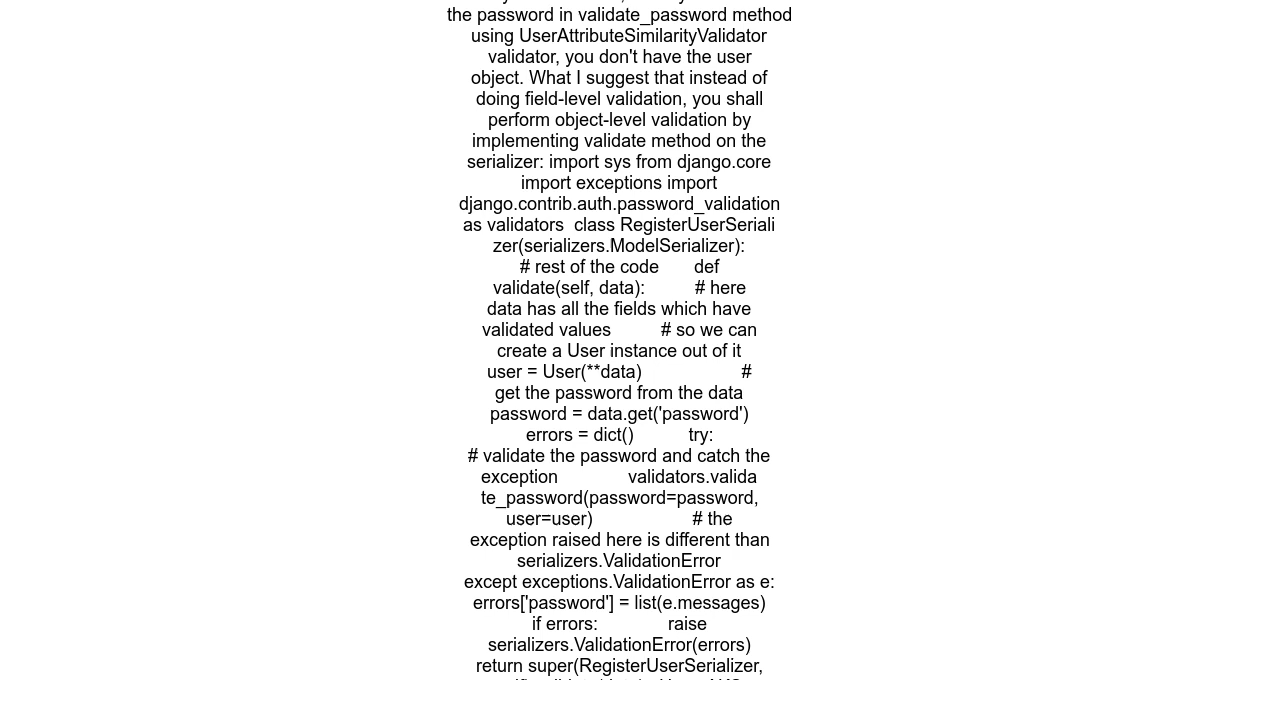 the password in validate_password method
using UserAttributeSimilarityValidator
validator, you don't have the user
object. What I suggest that instead of
doing field-level validation, you shall
perform object-level validation by
implementing validate method on the
serializer: import sys from django.core
import exceptions import
django.contrib.auth.password_validation
as validators  class RegisterUserSeriali
zer(serializers.ModelSerializer):
# rest of the code       def
validate(self, data):          # here
data has all the fields which have
validated values          # so we can
create a User instance out of it
user = User(**data)                    #
get the password from the data
password = data.get('password')
errors = dict()           try:
# validate the password and catch the
exception              validators.valida
te_password(password=password,
user=user)                    # the
exception raised here is different than
serializers.ValidationError
except exceptions.ValidationError as e:
errors['password'] = list(e.messages)
if errors:              raise
serializers.ValidationError(errors)
return super(RegisterUserSerializer,